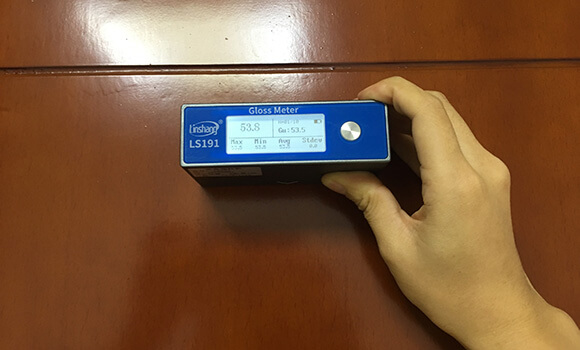 Gloss Meter
Linshang
LS191
53.8
Gu:53.5
Max Min Avg Stdev